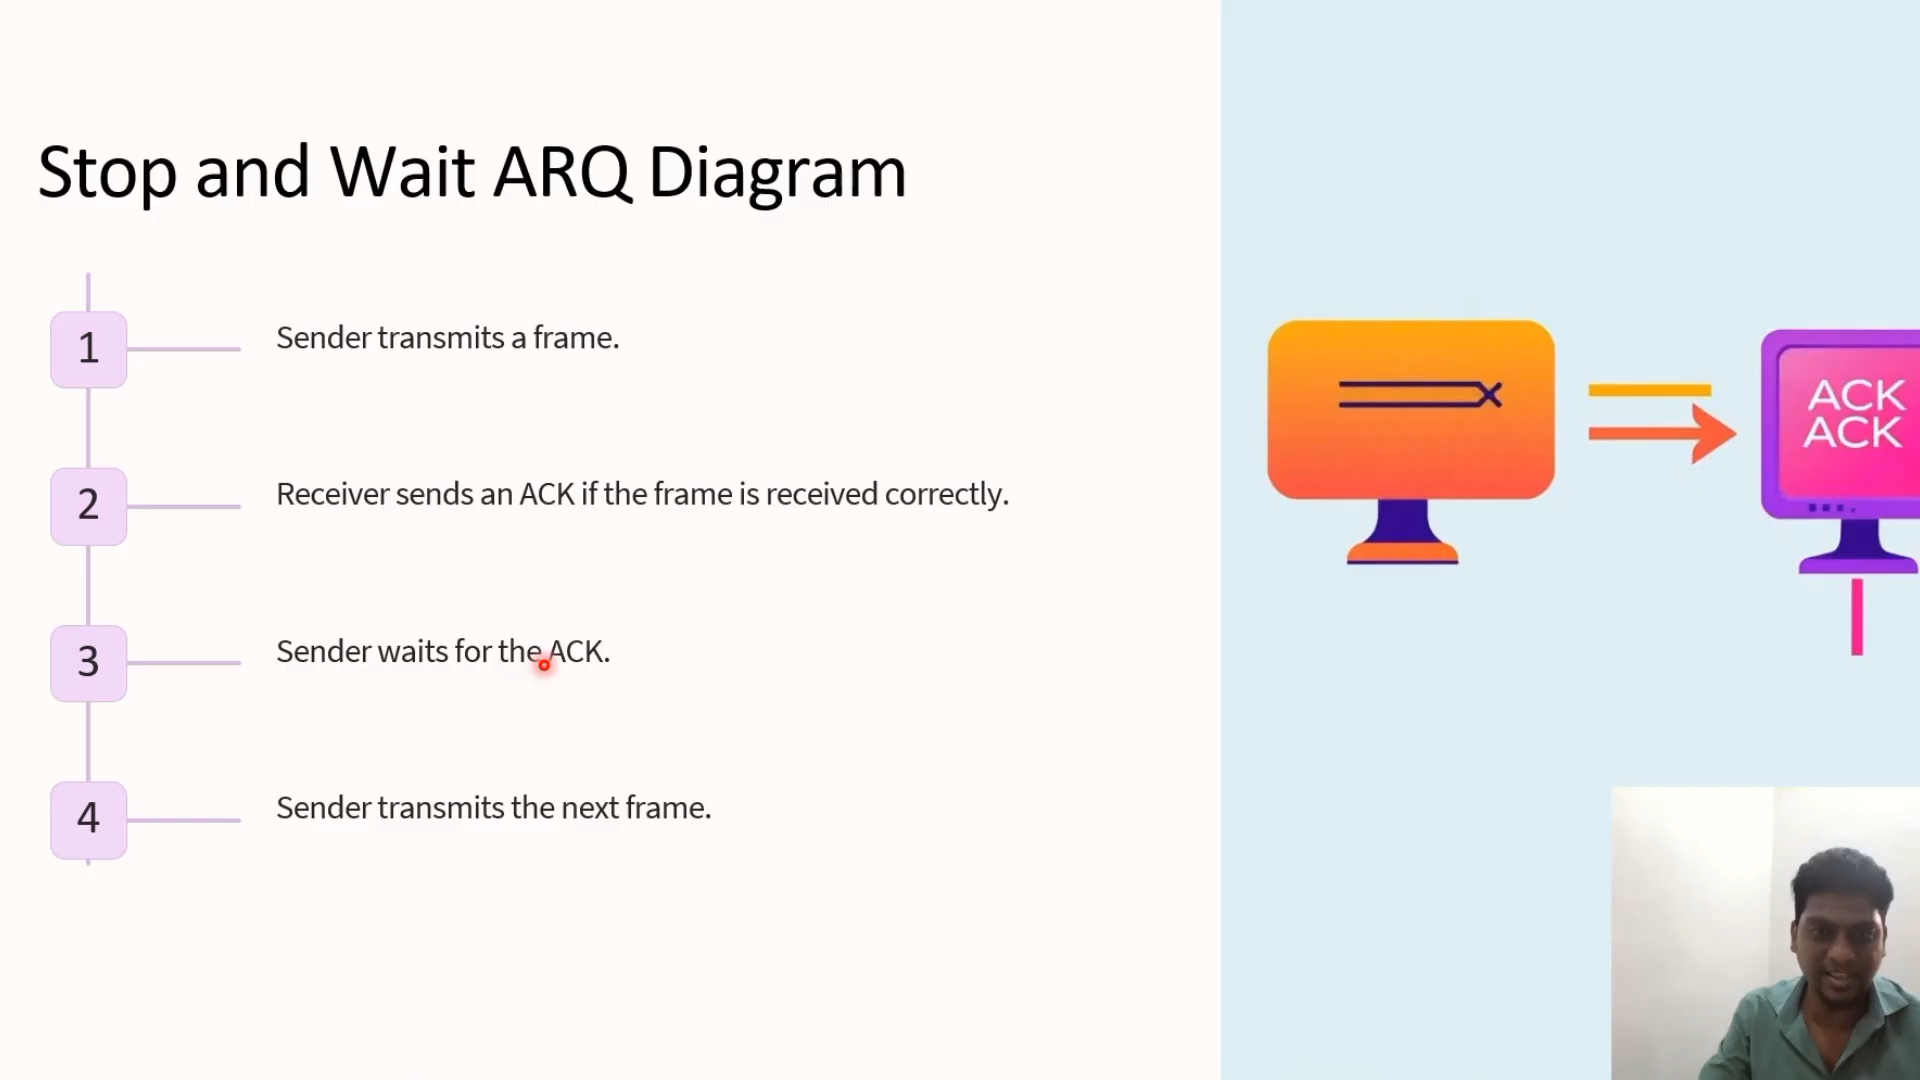 Stop and Wait ARQ Diagram
1
Sender transmits a frame.
2
Receiver sends an ACK if the frame is received correctly.
3
Sender waits for the ACK.
4
Sender transmits the next frame.
ACK
ACK